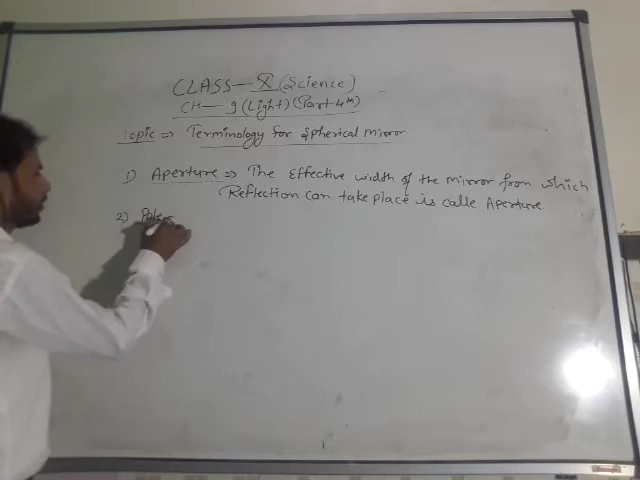 CLASS — X (Science)
CH — 9 (Light) (Part 4th)
Topic => Terminology for Spherical mirror
1) Aperture => The Effective width of the mirror from which
Reflection can take place is calle Aperture
2) Pole